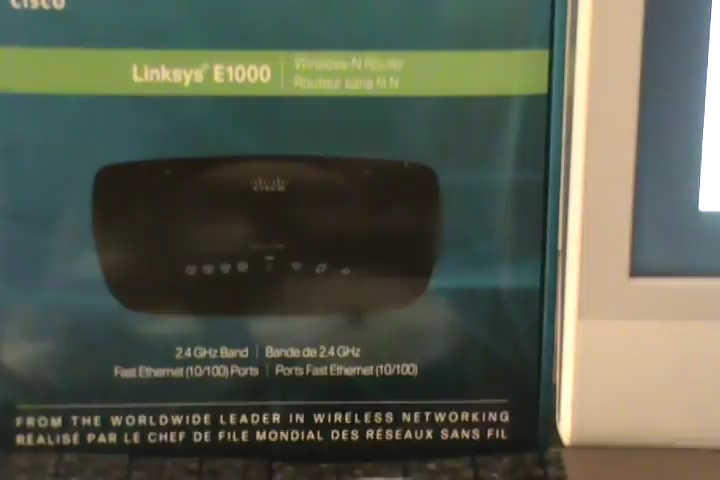 CISCO
Linksys® E1000
Wireless-N Router
Routeur sans fil N
CISCO
2.4 GHz Band | Bande de 2.4 GHz
Fast Ethernet (10/100) Ports | Ports Fast Ethernet (10/100)
FROM THE WORLDWIDE LEADER IN WIRELESS NETWORKING
RÉALISÉ PAR LE CHEF DE FILE MONDIAL DES RÉSEAUX SANS FIL